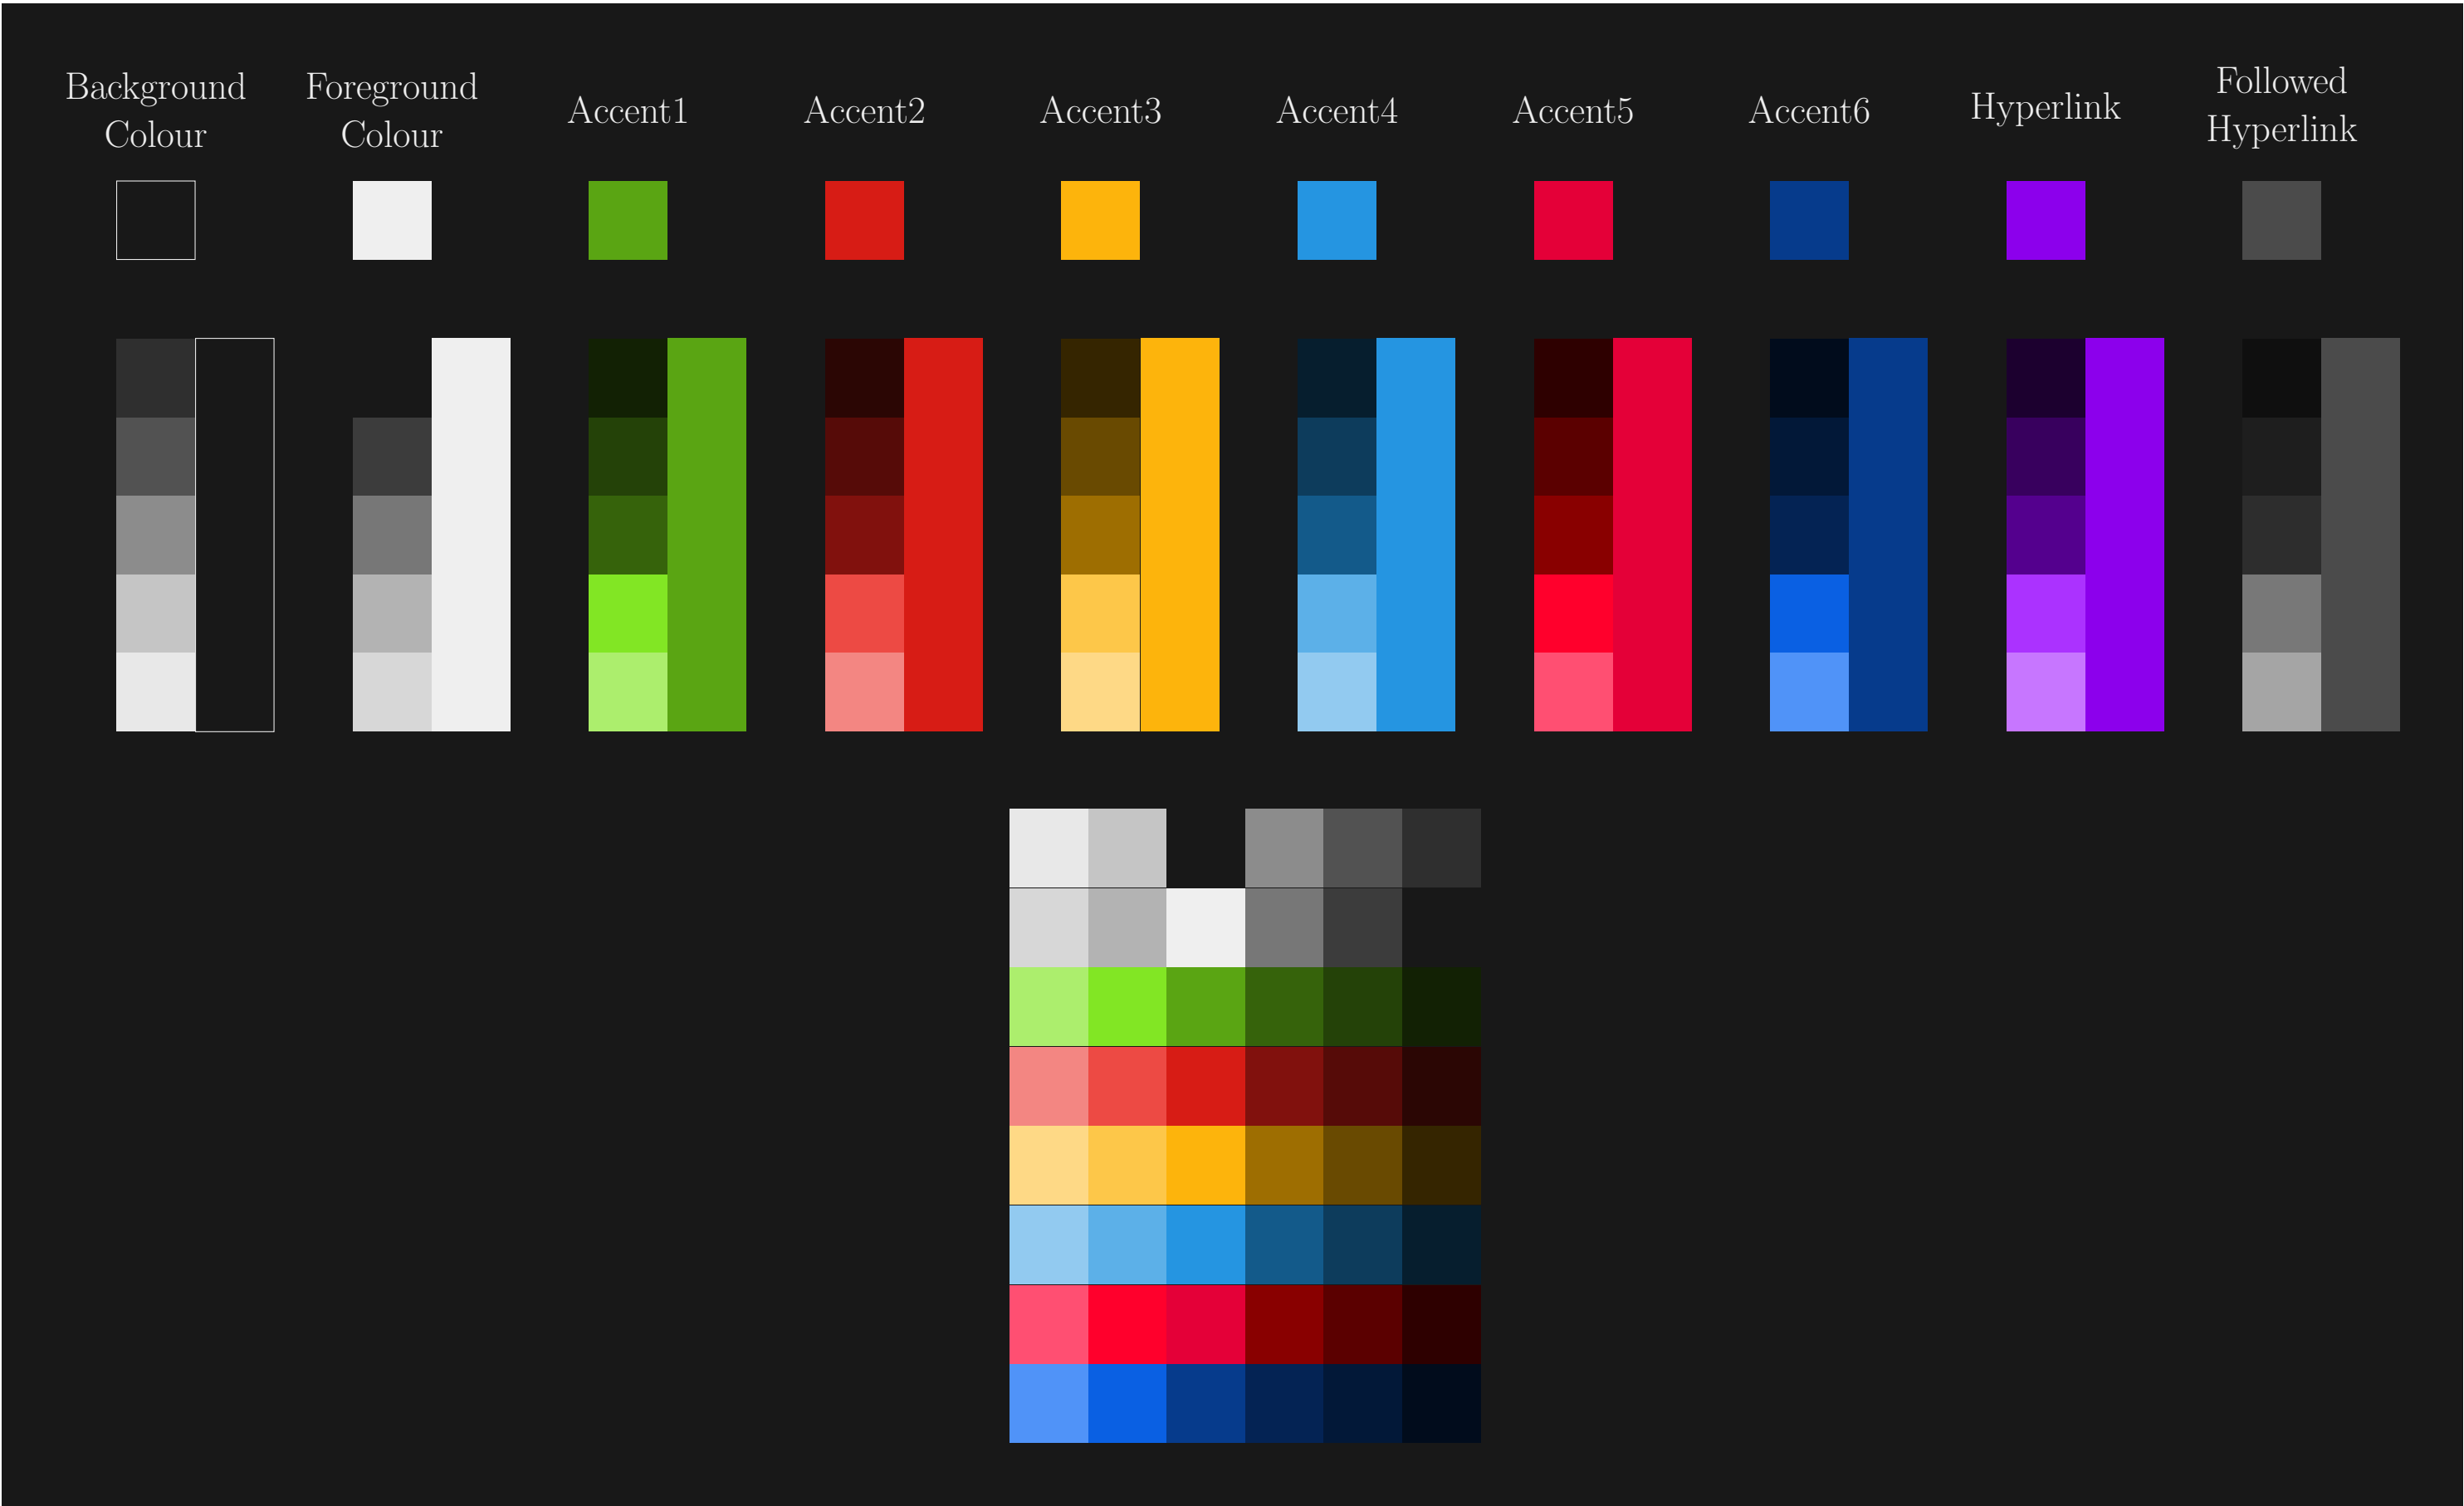 Background
Colour
Foreground
Colour
Accent1
Accent2
Accent3
Accent4
Accent5
Accent6
Hyperlink
Followed
Hyperlink